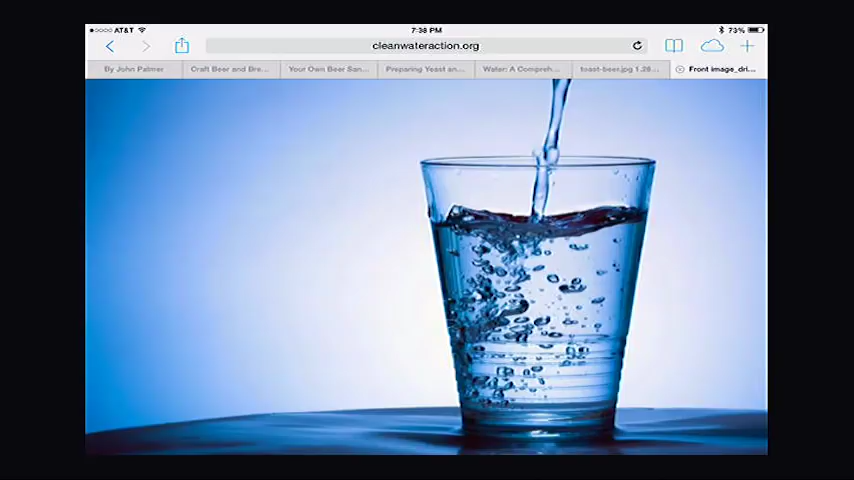 AT&T
7:38 PM
73%
cleanwateraction.org
By John Palmer
Craft Beer and Bre...
Your Own Beer San...
Preparing Yeast an...
Water: A Compreh...
toast-beer.jpg 1.28...
Front image_dri...